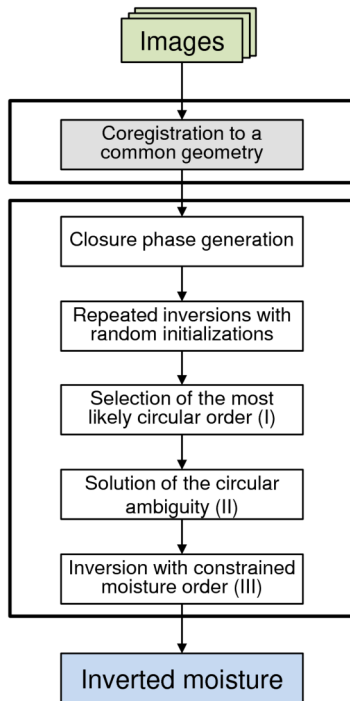 Images
Coregistration to a
common geometry
Closure phase generation
Repeated inversions with
random initializations
Selection of the most
likely circular order (I)
Solution of the circular
ambiguity (II)
Inversion with constrained
moisture order (III)
Inverted moisture